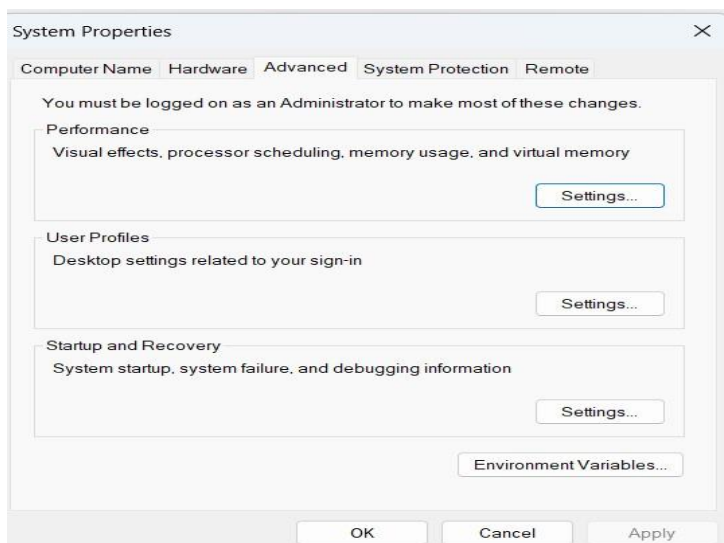 System Properties
Computer Name Hardware Advanced System Protection Remote
You must be logged on as an Administrator to make most of these changes.
Performance
Visual effects, processor scheduling, memory usage, and virtual memory
Settings...
User Profiles
Desktop settings related to your sign-in
Settings...
Startup and Recovery
System startup, system failure, and debugging information
Settings...
Environment Variables...
OK Cancel Apply